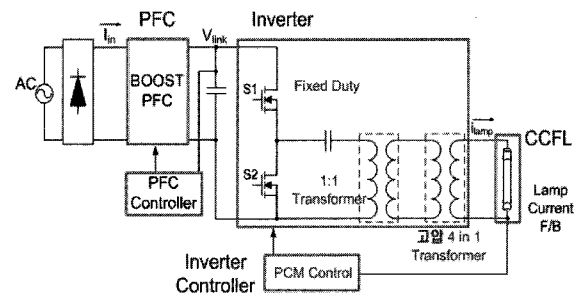 PFC
Inverter
I_in
V_link
AC
BOOST
PFC
S1
Fixed Duty
i_lamp
CCFL
S2
1:1
Transformer
PFC
Controller
Lamp
Current
F/B
고압 4 in 1
Transformer
Inverter
Controller
PCM Control